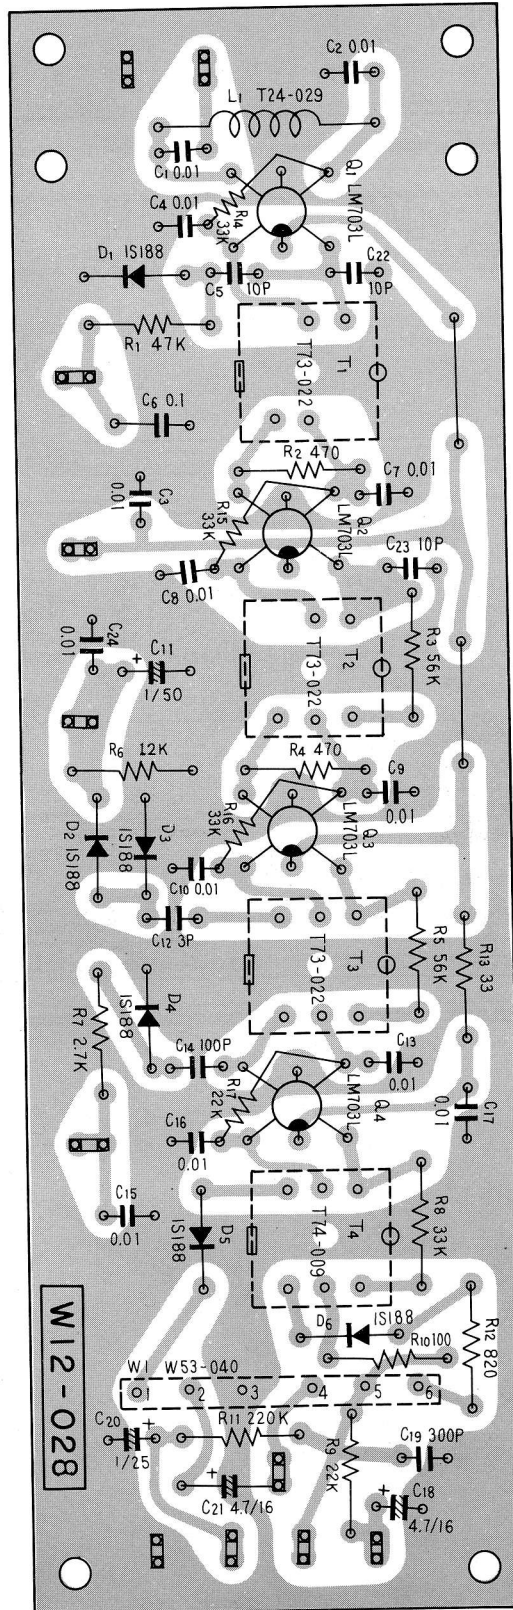 C2 0.01
L1 T24-029
C1 0.01
Q1 LM703L
C4 0.01
R14 33K
D1 1S188
C5 10P
C22 10P
R1 47K
T1
T73-022
C6 0.1
R2 470
C7 0.01
C3 0.01
R15 33K
Q2 LM703L
C8 0.01
C23 10P
C24 0.01
+
C11 1/50
T2
T73-022
R3 56K
R6 12K
R4 470
C9 0.01
D2 1S188
D3 1S188
R16 33K
Q3 LM703L
C10 0.01
C12 3P
T3
T73-022
R5 56K
R13 33
R7 2.7K
D4 1S188
C14 100P
C13 0.01
R17 22K
Q4 LM703L
C17 0.01
C16 0.01
C15 0.01
D5 1S188
T4
T74-009
R8 33K
D6 1S188
R10 100
R12 820
W1 W53-040
1 2 3 4 5 6
C20 +
1/25
R11 220K
R9 22K
C19 300P
+
C21 4.7/16
+
C18 4.7/16
W12-028